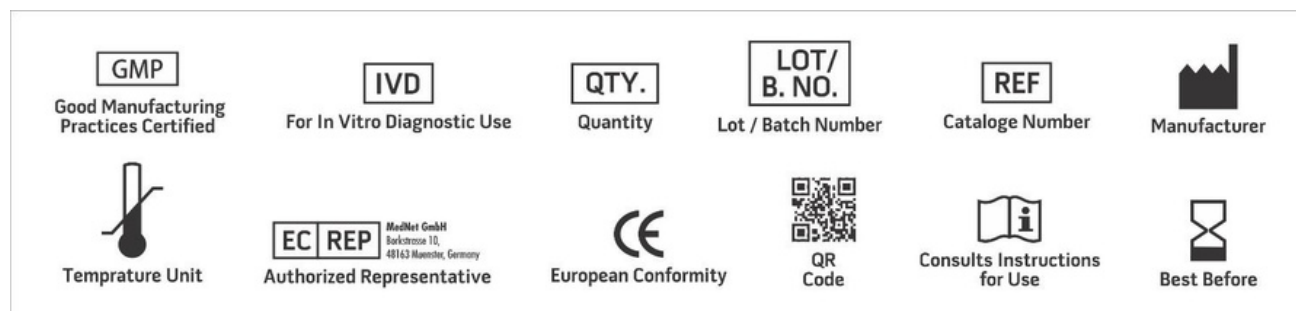 GMP
Good Manufacturing
Practices Certified
IVD
For In Vitro Diagnostic Use
QTY.
Quantity
LOT/
B. NO.
Lot / Batch Number
REF
Cataloge Number
Manufacturer
Temprature Unit
EC REP
MedNet GmbH
Borkstrasse 10,
48163 Muenster, Germany
Authorized Representative
CE
European Conformity
QR
Code
i
Consults Instructions
for Use
Best Before